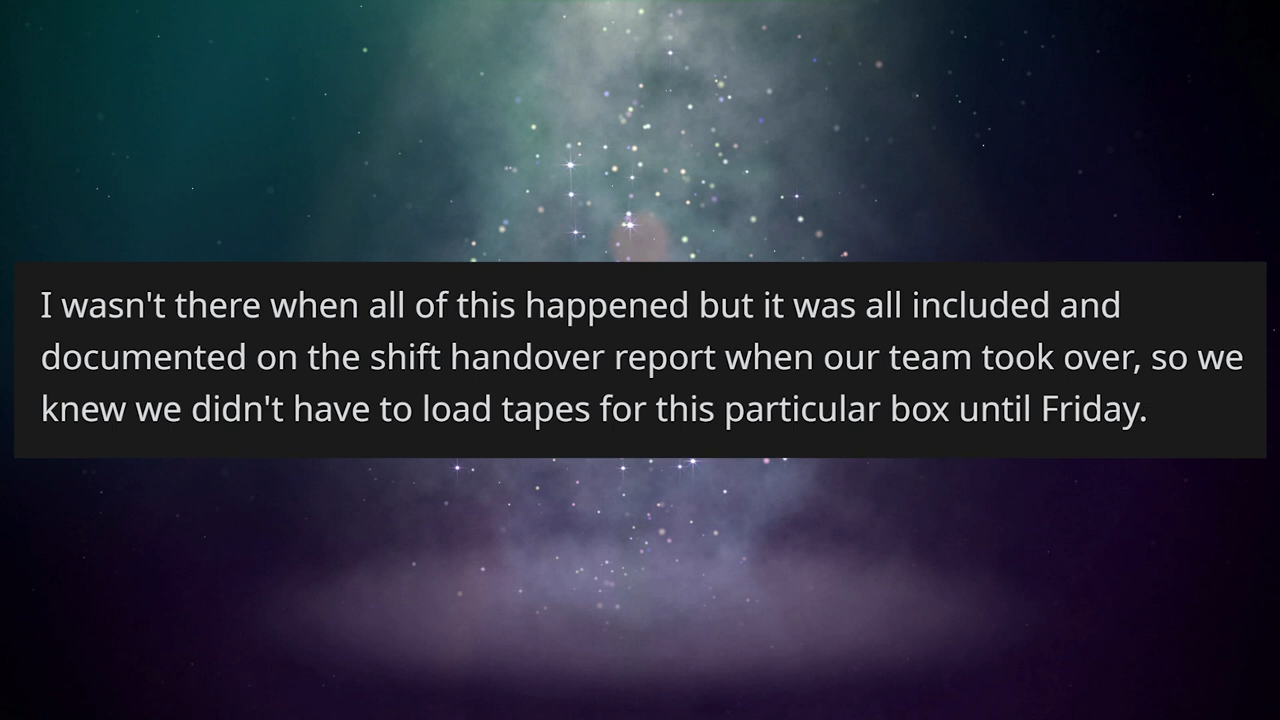 I wasn't there when all of this happened but it was all included and
documented on the shift handover report when our team took over, so we
knew we didn't have to load tapes for this particular box until Friday.